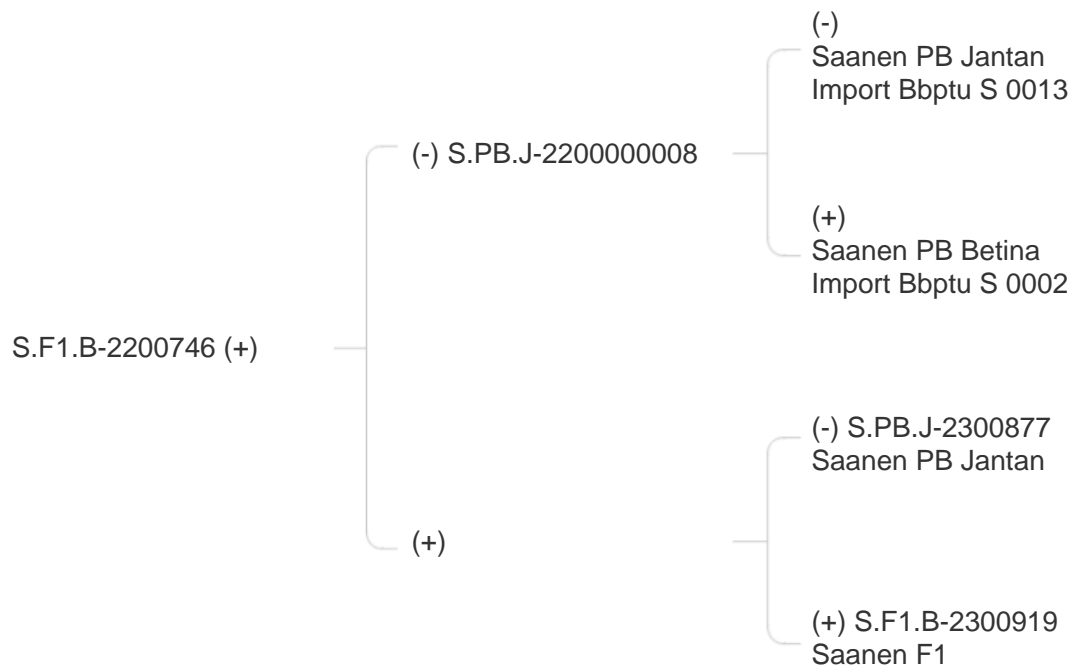 (-)
Saanen PB Jantan
Import Bbptu S 0013
(-) S.PB.J-2200000008
(+)
Saanen PB Betina
Import Bbptu S 0002
S.F1.B-2200746 (+)
(-) S.PB.J-2300877
Saanen PB Jantan
(+)
(+) S.F1.B-2300919
Saanen F1